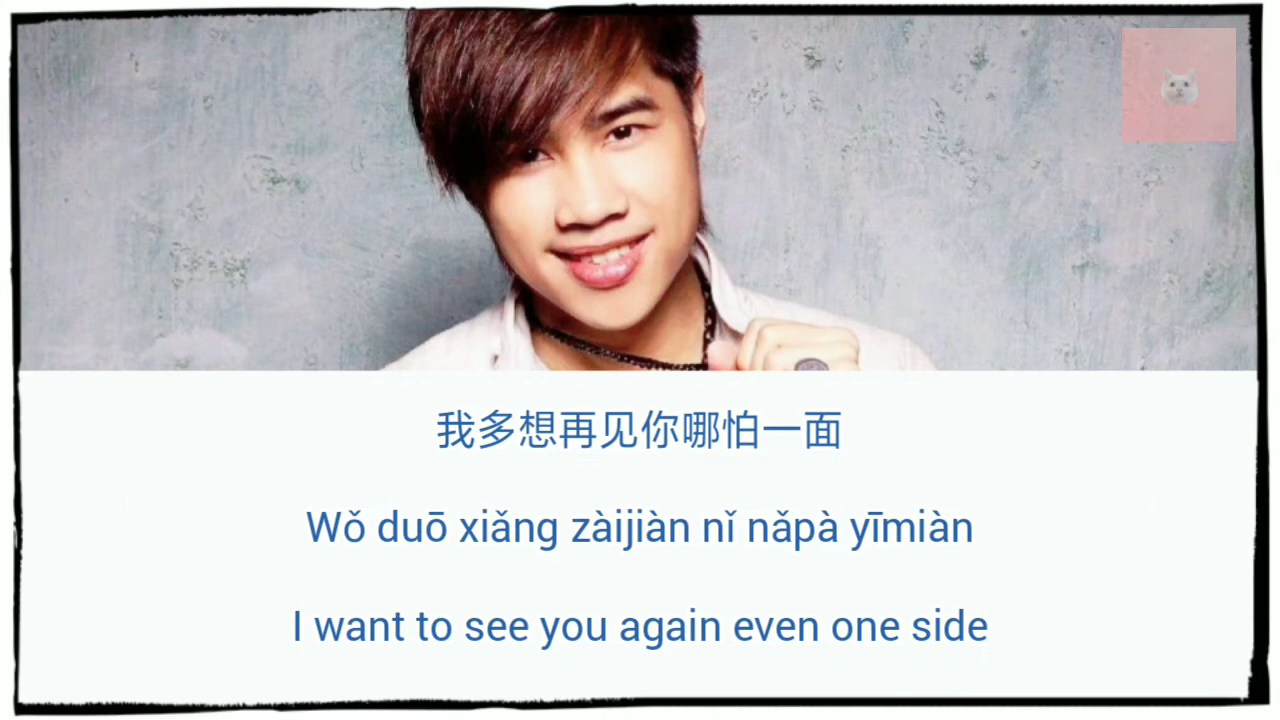 我多想再见你哪怕一面
Wǒ duō xiǎng zàijiàn nǐ nǎpà yīmiàn
I want to see you again even one side